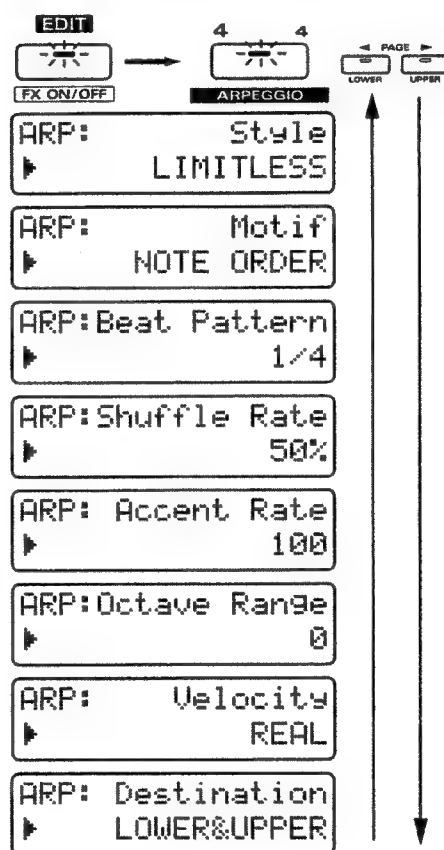 EDIT
4 4
◄ PAGE ►
LOWER UPPER
FX ON/OFF
ARPEGGIO
ARP: Style
LIMITLESS
ARP: Motif
NOTE ORDER
ARP:Beat Pattern
1/4
ARP:Shuffle Rate
50%
ARP: Accent Rate
100
ARP:Octave Range
0
ARP: Velocity
REAL
ARP: Destination
LOWER&UPPER